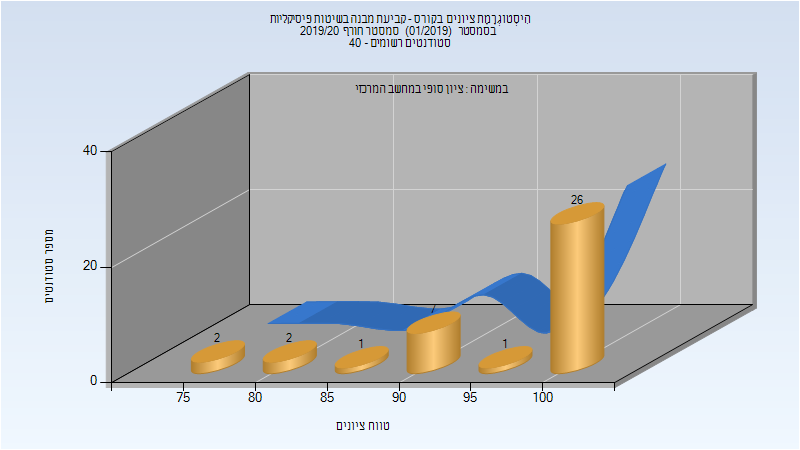 היסטוגרמת ציונים בקורס - קביעת מבנה בשיטות פיסיקליות
בסמסטר (01/2019) סמסטר חורף 2019/20
סטודנטים רשומים - 40
במשימה : ציון סופי במחשב המרכזי
מספר סטודנטים
40
20
0
2
2
1
7
1
26
75
80
85
90
95
100
טווח ציונים